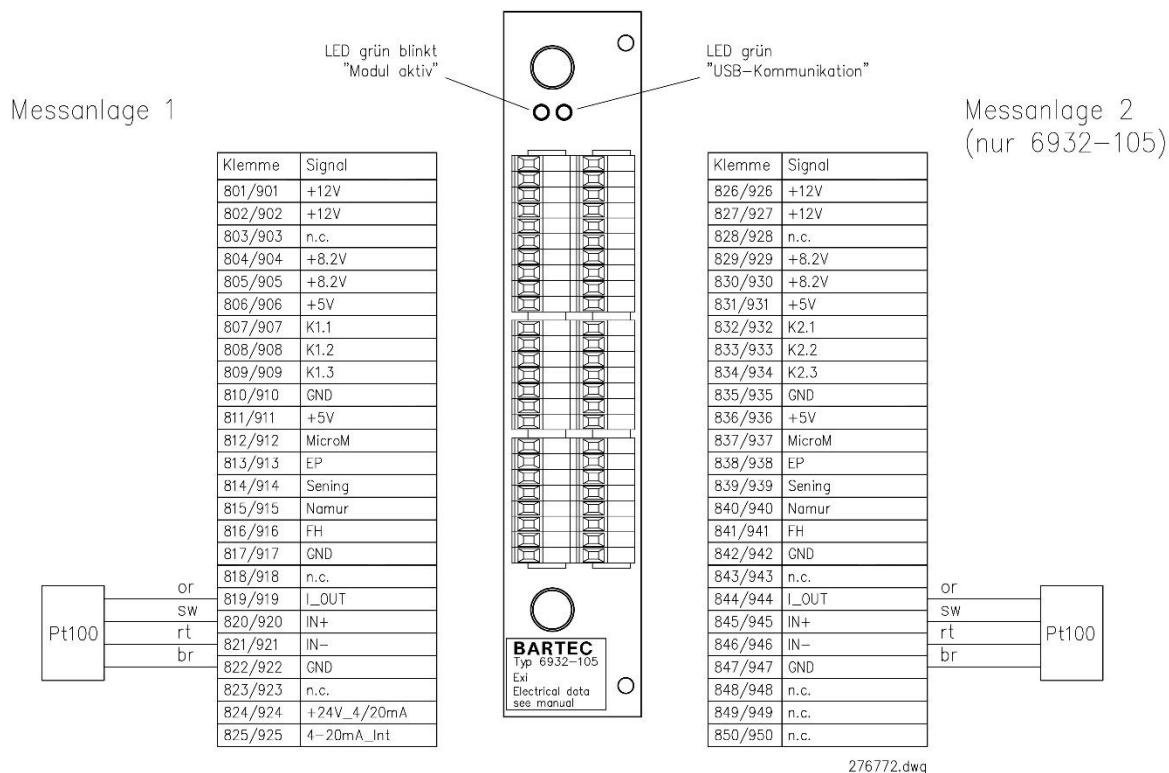 LED grün blinkt
"Modul aktiv"
LED grün
"USB-Kommunikation"
Messanlage 1
Messanlage 2
(nur 6932-105)
Klemme Signal
801/901 +12V
802/902 +12V
803/903 n.c.
804/904 +8.2V
805/905 +8.2V
806/906 +5V
807/907 K1.1
808/908 K1.2
809/909 K1.3
810/910 GND
811/911 +5V
812/912 MicroM
813/913 EP
814/914 Sening
815/915 Namur
816/916 FH
817/917 GND
818/918 n.c.
819/919 I_OUT
820/920 IN+
821/921 IN-
822/922 GND
823/923 n.c.
824/924 +24V_4/20mA
825/925 4-20mA_Int
Pt100
or
sw
rt
br
BARTEC
Typ 6932-105
Exi
Electrical data
see manual
Klemme Signal
826/926 +12V
827/927 +12V
828/928 n.c.
829/929 +8.2V
830/930 +8.2V
831/931 +5V
832/932 K2.1
833/933 K2.2
834/934 K2.3
835/935 GND
836/936 +5V
837/937 MicroM
838/938 EP
839/939 Sening
840/940 Namur
841/941 FH
842/942 GND
843/943 n.c.
844/944 I_OUT
845/945 IN+
846/946 IN-
847/947 GND
848/948 n.c.
849/949 n.c.
850/950 n.c.
or
sw
rt
br
Pt100
276772.dwg